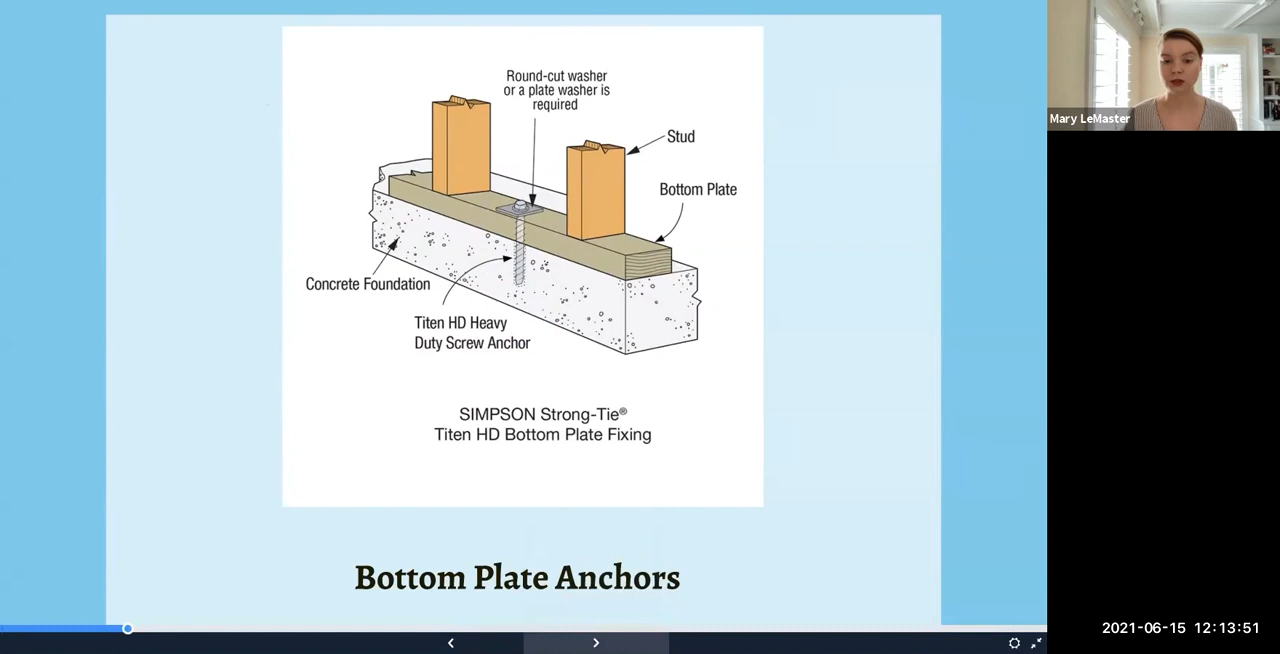 Round-cut washer
or a plate washer is
required
Stud
Bottom Plate
Concrete Foundation
Titen HD Heavy
Duty Screw Anchor
SIMPSON Strong-Tie®
Titen HD Bottom Plate Fixing
Bottom Plate Anchors
Mary LeMaster
2021-06-15 12:13:51